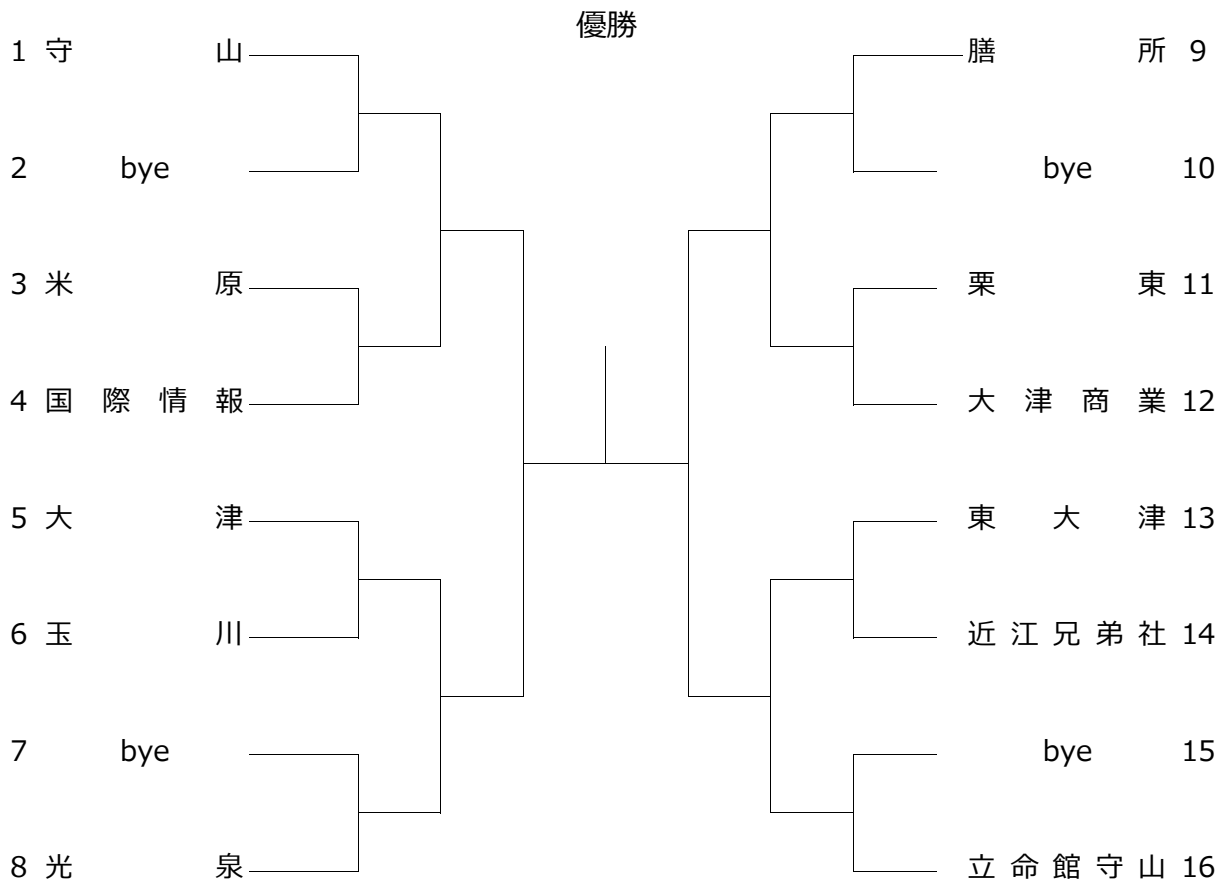 優勝
1 守山
2 bye
3 米原
4 国際情報
5 大津
6 玉川
7 bye
8 光泉
膳所 9
bye 10
栗東 11
大津商業 12
東大津 13
近江兄弟社 14
bye 15
立命館守山 16